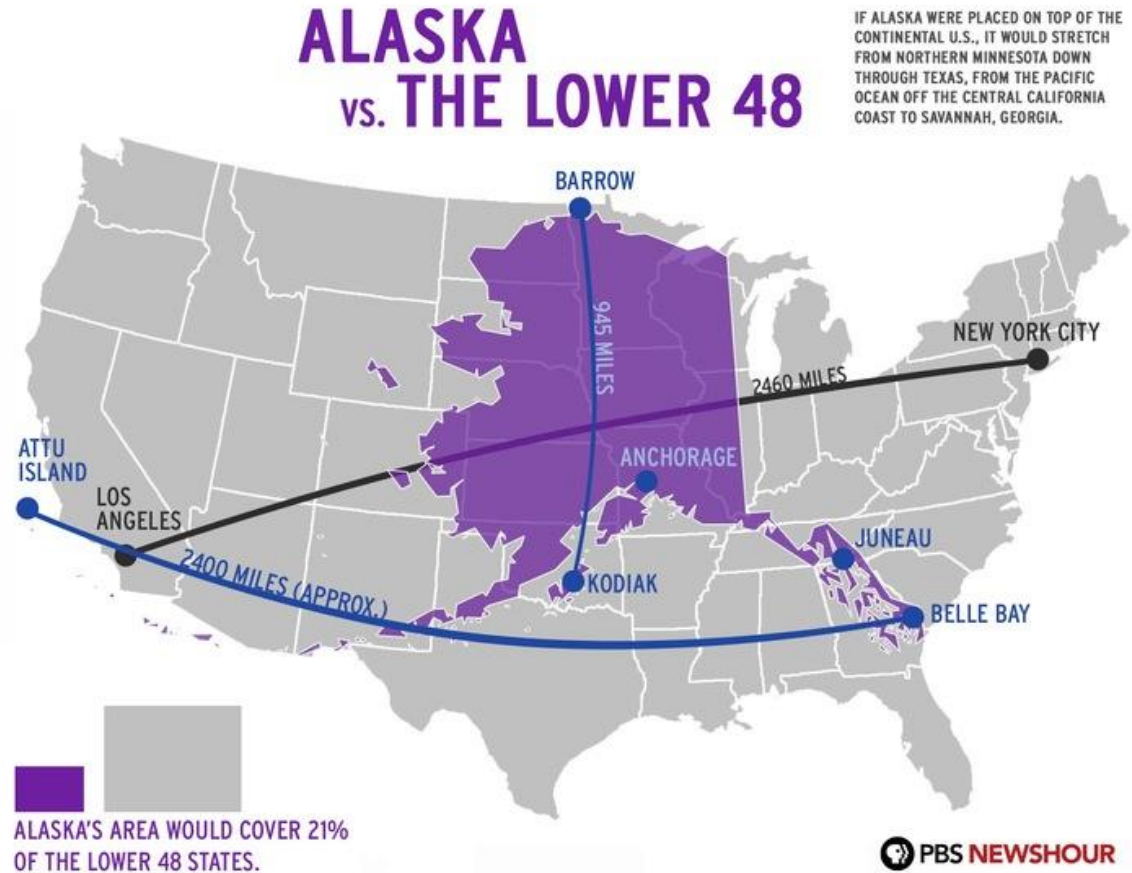 ALASKA
VS. THE LOWER 48
IF ALASKA WERE PLACED ON TOP OF THE
CONTINENTAL U.S., IT WOULD STRETCH
FROM NORTHERN MINNESOTA DOWN
THROUGH TEXAS, FROM THE PACIFIC
OCEAN OFF THE CENTRAL CALIFORNIA
COAST TO SAVANNAH, GEORGIA.
BARROW
945 MILES
NEW YORK CITY
2460 MILES
ATTU
ISLAND
LOS
ANGELES
ANCHORAGE
2400 MILES (APPROX.)
KODIAK
JUNEAU
BELLE BAY
ALASKA'S AREA WOULD COVER 21%
OF THE LOWER 48 STATES.
PBS NEWSHOUR